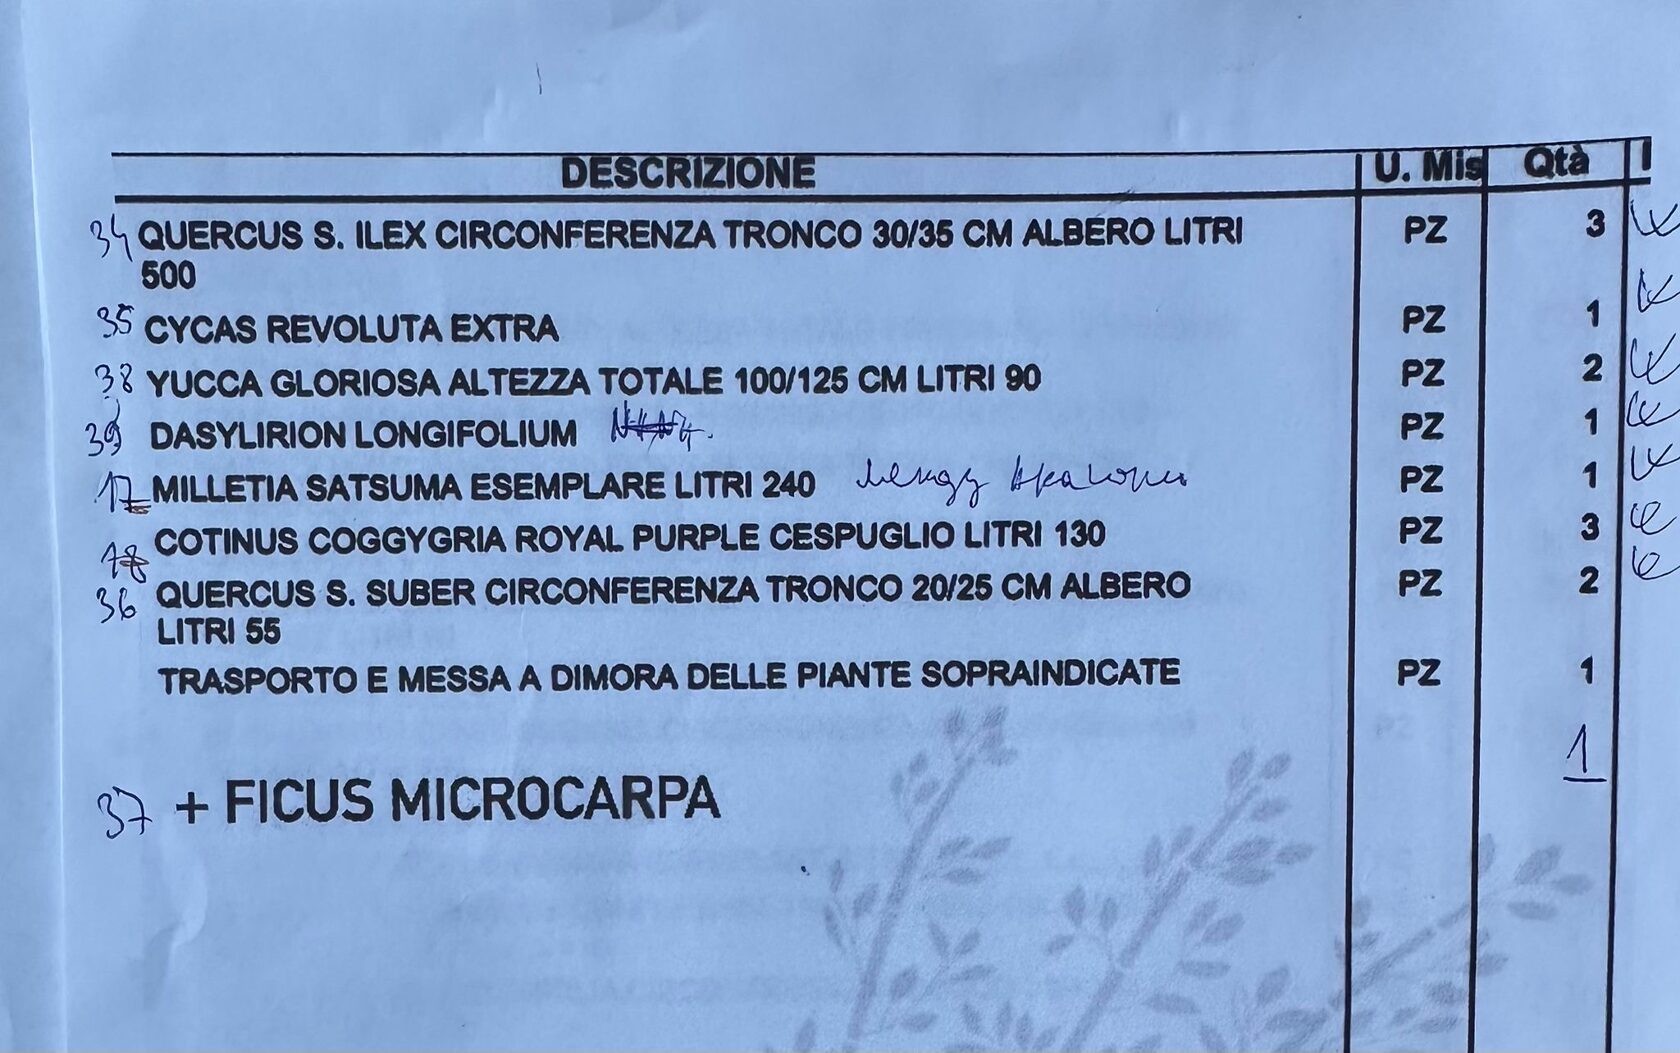 DESCRIZIONE U. Mis Qtà
34 QUERCUS S. ILEX CIRCONFERENZA TRONCO 30/35 CM ALBERO LITRI PZ 3
500
35 CYCAS REVOLUTA EXTRA PZ 1
38 YUCCA GLORIOSA ALTEZZA TOTALE 100/125 CM LITRI 90 PZ 2
39 DASYLIRION LONGIFOLIUM PZ 1
17 MILLETIA SATSUMA ESEMPLARE LITRI 240 между PZ 1
18 COTINUS COGGYGRIA ROYAL PURPLE CESPUGLIO LITRI 130 PZ 3
36 QUERCUS S. SUBER CIRCONFERENZA TRONCO 20/25 CM ALBERO PZ 2
LITRI 55
TRASPORTO E MESSA A DIMORA DELLE PIANTE SOPRAINDICATE PZ 1
37 + FICUS MICROCARPA 1